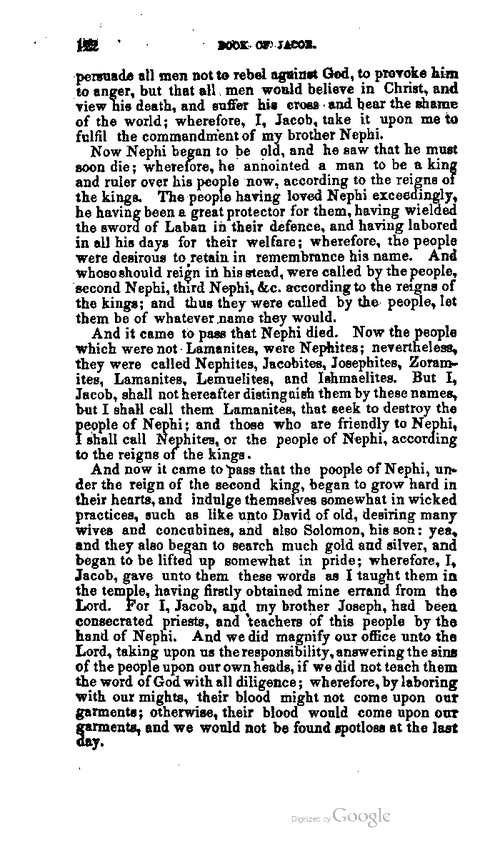 122 BOOK OF JACOB.
persuade all men not to rebel against God, to provoke him
to anger, but that all men would believe in Christ, and
view his death, and suffer his cross and bear the shame
of the world; wherefore, I, Jacob, take it upon me to
fulfil the commandment of my brother Nephi.
Now Nephi began to be old, and he saw that he must
soon die; wherefore, he annointed a man to be a king
and ruler over his people now, according to the reigns of
the kings. The people having loved Nephi exceedingly,
he having been a great protector for them, having wielded
the sword of Laban in their defence, and having labored
in all his days for their welfare; wherefore, the people
were desirous to retain in remembrance his name. And
whoso should reign in his stead, were called by the people,
second Nephi, third Nephi, &c. according to the reigns of
the kings; and thus they were called by the people, let
them be of whatever name they would.
And it came to pass that Nephi died. Now the people
which were not Lamanites, were Nephites; nevertheless,
they were called Nephites, Jacobites, Josephites, Zoram-
ites, Lamanites, Lemuelites, and Ishmaelites. But I,
Jacob, shall not hereafter distinguish them by these names,
but I shall call them Lamanites, that seek to destroy the
people of Nephi; and those who are friendly to Nephi,
I shall call Nephites, or the people of Nephi, according
to the reigns of the kings.
And now it came to pass that the poople of Nephi, un-
der the reign of the second king, began to grow hard in
their hearts, and indulge themselves somewhat in wicked
practices, such as like unto David of old, desiring many
wives and concubines, and also Solomon, his son: yea,
and they also began to search much gold and silver, and
began to be lifted up somewhat in pride; wherefore, I,
Jacob, gave unto them these words as I taught them in
the temple, having firstly obtained mine errand from the
Lord. For I, Jacob, and my brother Joseph, had been
consecrated priests, and teachers of this people by the
hand of Nephi. And we did magnify our office unto the
Lord, taking upon us the responsibility, answering the sins
of the people upon our own heads, if we did not teach them
the word of God with all diligence; wherefore, by laboring
with our mights, their blood might not come upon our
garments; otherwise, their blood would come upon our
garments, and we would not be found spotloss at the last
day.
Digitized by Google